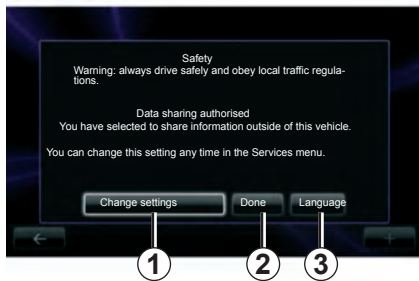 Safety
Warning: always drive safely and obey local traffic regula-
tions.
Data sharing authorised
You have selected to share information outside of this vehicle.
You can change this setting any time in the Services menu.
Change settings Done Language
1 2 3